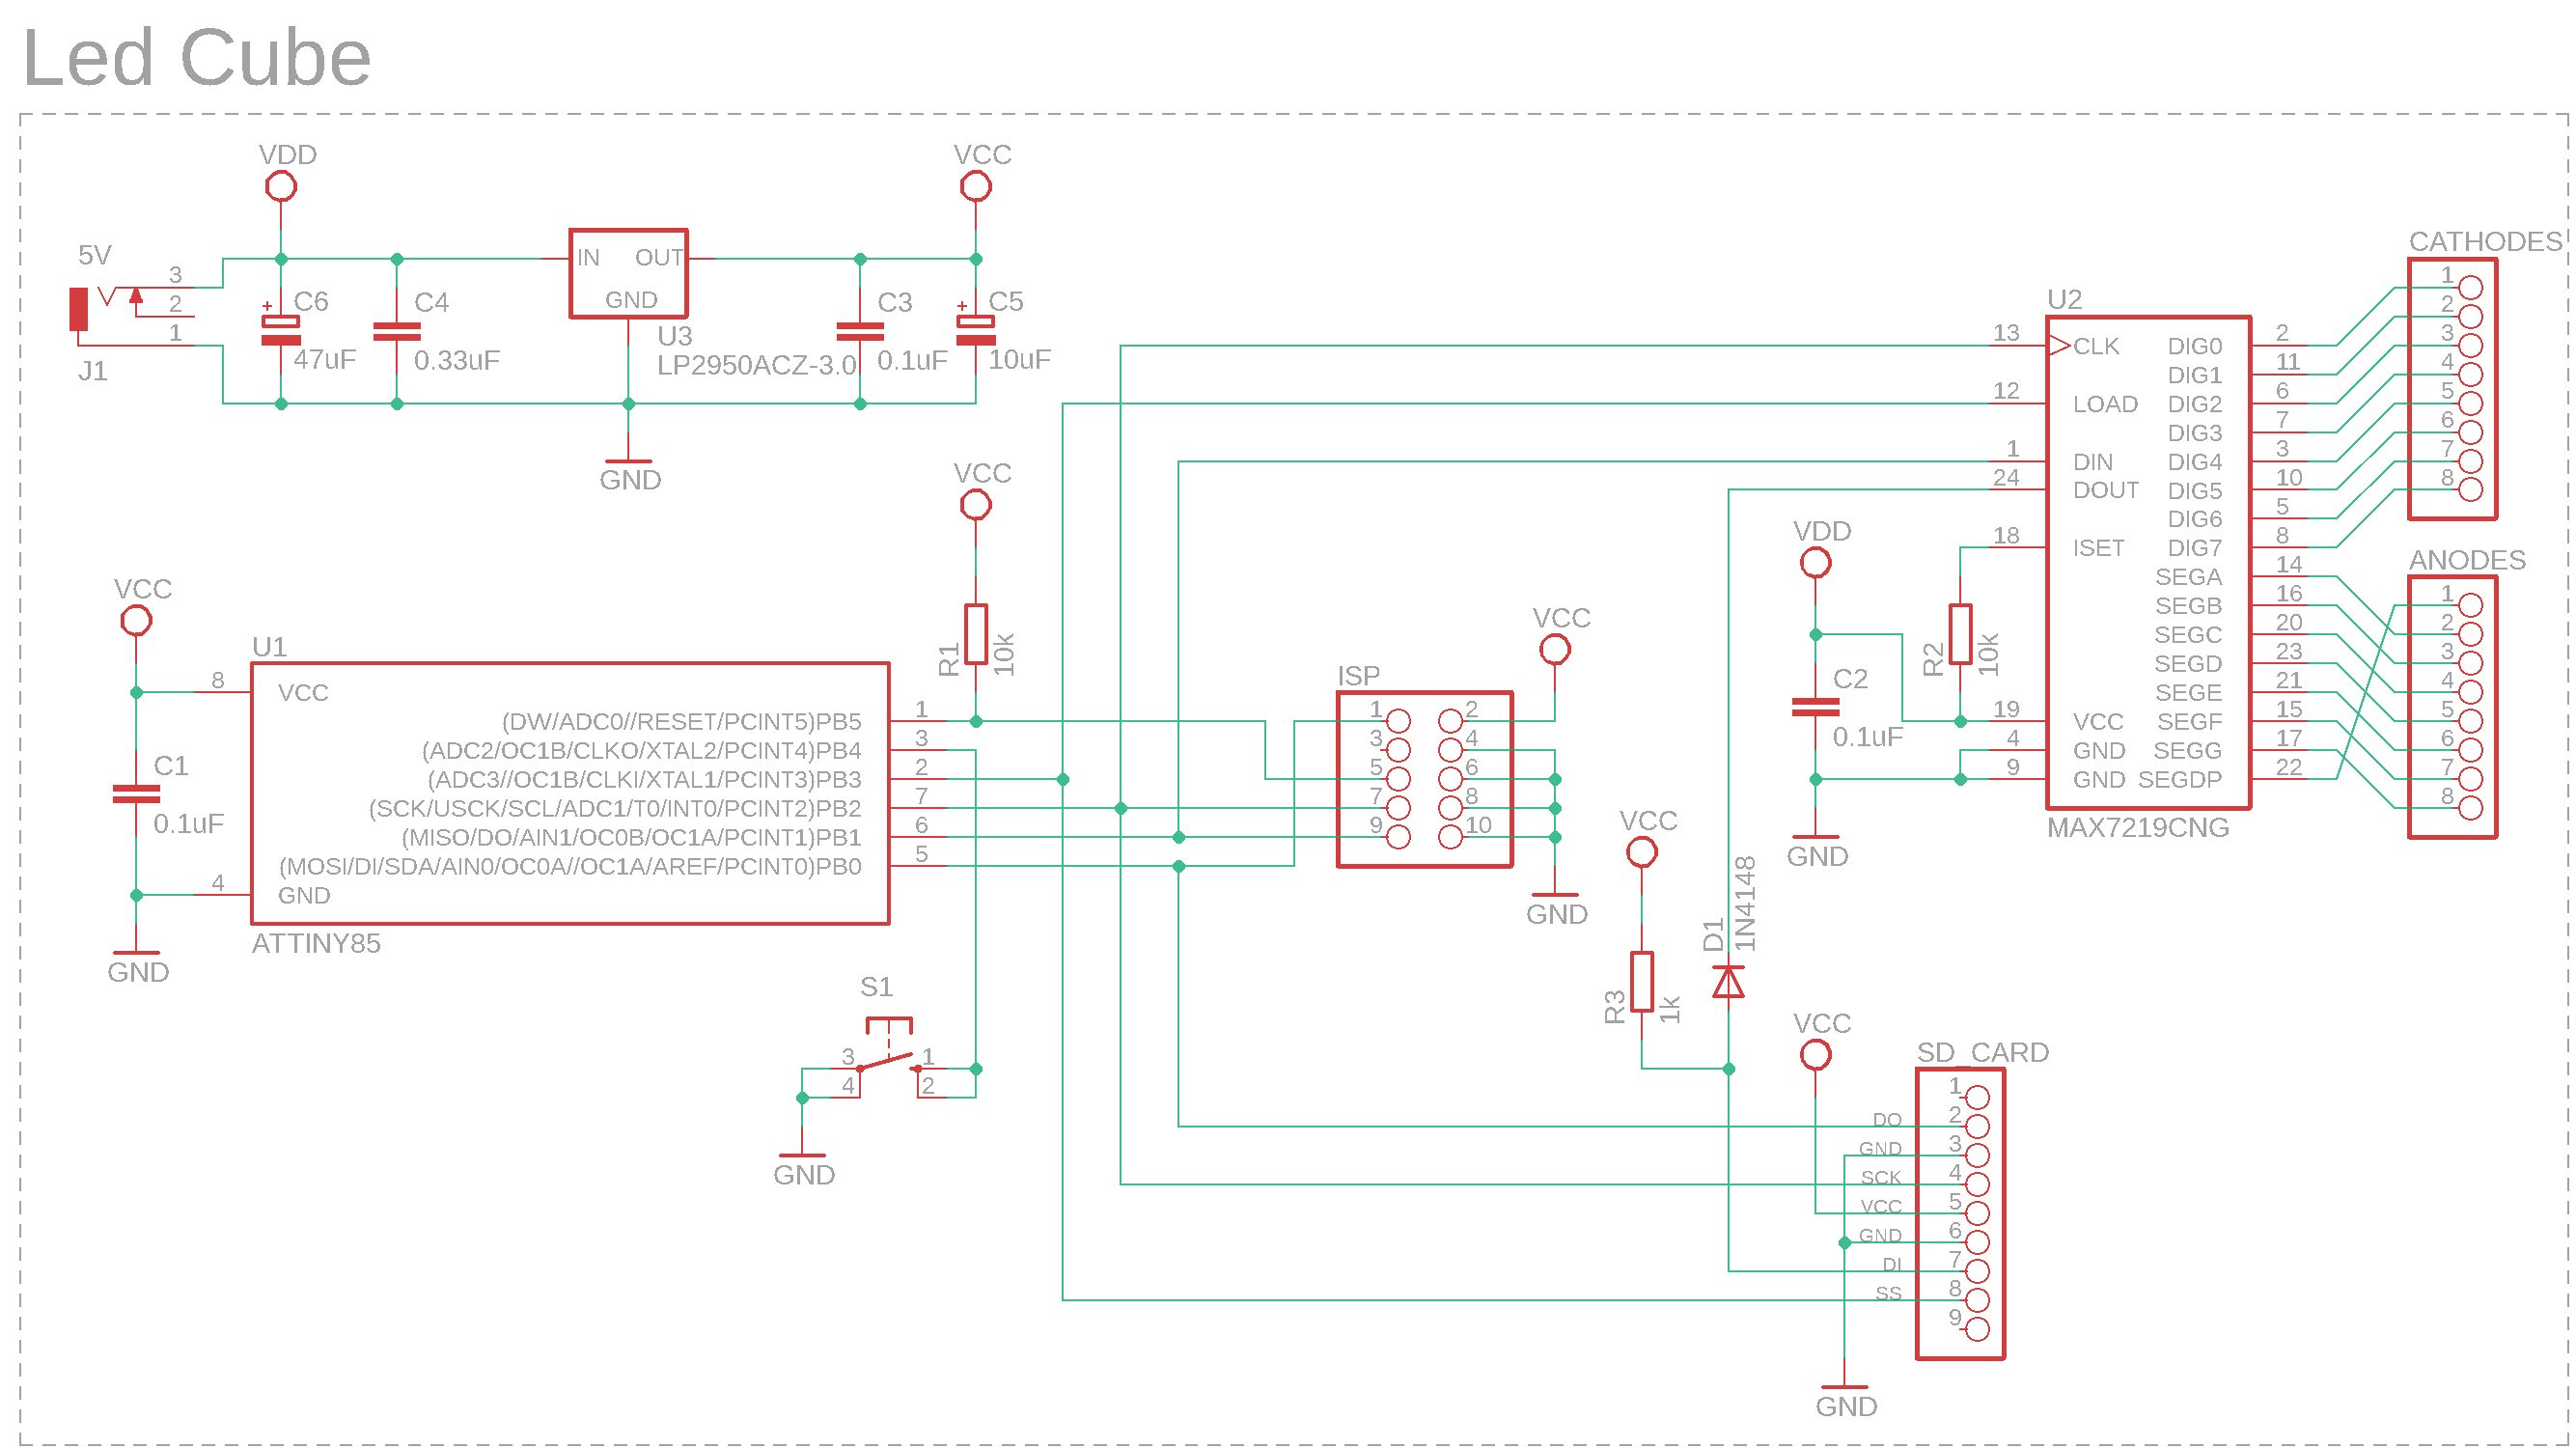 Led Cube
VDD
VCC
5V
3
2
1
J1
C6
47uF
C4
0.33uF
IN
OUT
GND
U3
LP2950ACZ-3.0
C3
0.1uF
C5
10uF
GND
VCC
R1
10k
VCC
C1
0.1uF
GND
U1
8
VCC
(DW/ADC0//RESET/PCINT5)PB5
1
(ADC2/OC1B/CLKO/XTAL2/PCINT4)PB4
3
(ADC3//OC1B/CLKI/XTAL1/PCINT3)PB3
2
(SCK/USCK/SCL/ADC1/T0/INT0/PCINT2)PB2
7
(MISO/DO/AIN1/OC0B/OC1A/PCINT1)PB1
6
(MOSI/DI/SDA/AIN0/OC0A//OC1A/AREF/PCINT0)PB0
5
4
GND
ATTINY85
S1
3
1
4
2
GND
ISP
VCC
1
2
3
4
5
6
7
8
9
10
GND
VCC
R3
1k
D1
1N4148
VDD
C2
0.1uF
GND
R2
10k
U2
13
CLK
DIG0
2
DIG1
11
12
LOAD
DIG2
6
DIG3
7
1
DIN
DIG4
3
24
DOUT
DIG5
10
DIG6
5
18
ISET
DIG7
8
SEGA
14
SEGB
16
SEGC
20
SEGD
23
SEGE
21
19
VCC
SEGF
15
4
GND
SEGG
17
9
GND
SEGDP
22
MAX7219CNG
CATHODES
1
2
3
4
5
6
7
8
ANODES
1
2
3
4
5
6
7
8
VCC
SD_CARD
1
DO
2
GND
3
SCK
4
VCC
5
GND
6
DI
7
SS
8
9
GND